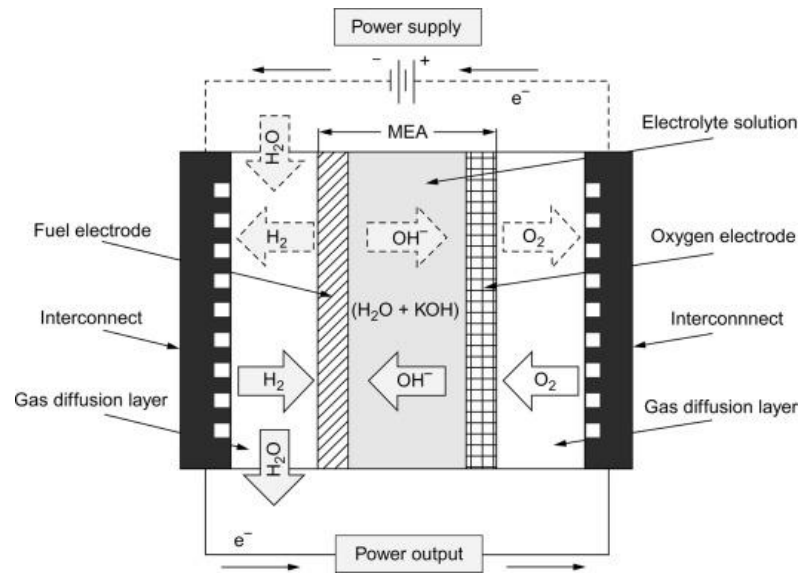 Power supply
− +
e−
MEA
Electrolyte solution
H2O
Fuel electrode
H2
OH−
O2
Oxygen electrode
(H2O + KOH)
Interconnect
Interconnnect
H2
OH−
O2
Gas diffusion layer
Gas diffusion layer
H2O
e−
Power output